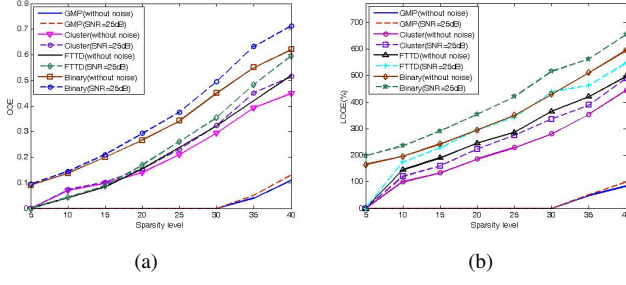 0.8
0.7
0.6
0.5
0.4
0.3
0.2
0.1
0
OOE
GMP(without noise)
GMP(SNR=25dB)
Cluster(without noise)
Cluster(SNR=25dB)
FTTD(without noise)
FTTD(SNR=25dB)
Binary(without noise)
Binary(SNR=25dB)
5 10 15 20 25 30 35 40
Sparsity level
(a)
700
600
500
400
300
200
100
0
LOOE(%)
GMP(without noise)
GMP(SNR=25dB)
Cluster(without noise)
Cluster(SNR=25dB)
FTTD(without noise)
FTTD(SNR=25dB)
Binary(without noise)
Binary(SNR=25dB)
5 10 15 20 25 30 35 40
Sparsity level
(b)